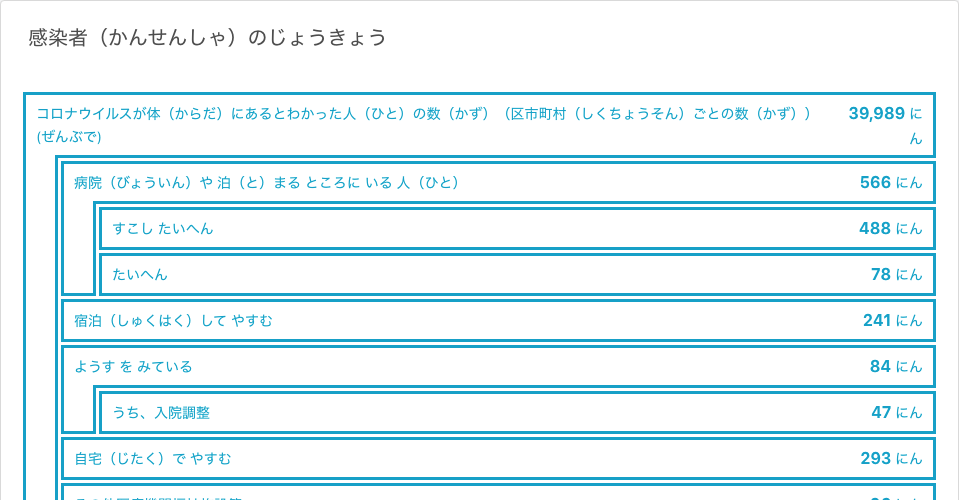 感染者（かんせんしゃ）のじょうきょう
コロナウイルスが体（からだ）にあるとわかった人（ひと）の数（かず）（区市町村（しくちょうそん）ごとの数（かず）） 39,989 に
(ぜんぶで) ん
病院（びょういん）や 泊（と）まる ところに いる 人（ひと） 566 にん
すこし たいへん 488 にん
たいへん 78 にん
宿泊（しゅくはく）して やすむ 241 にん
ようす を みている 84 にん
うち、入院調整 47 にん
自宅（じたく）で やすむ 293 にん